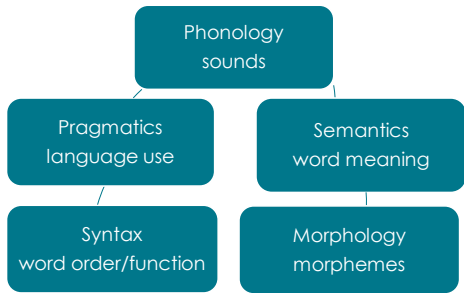 Phonology
sounds
Pragmatics
language use
Semantics
word meaning
Syntax
word order/function
Morphology
morphemes